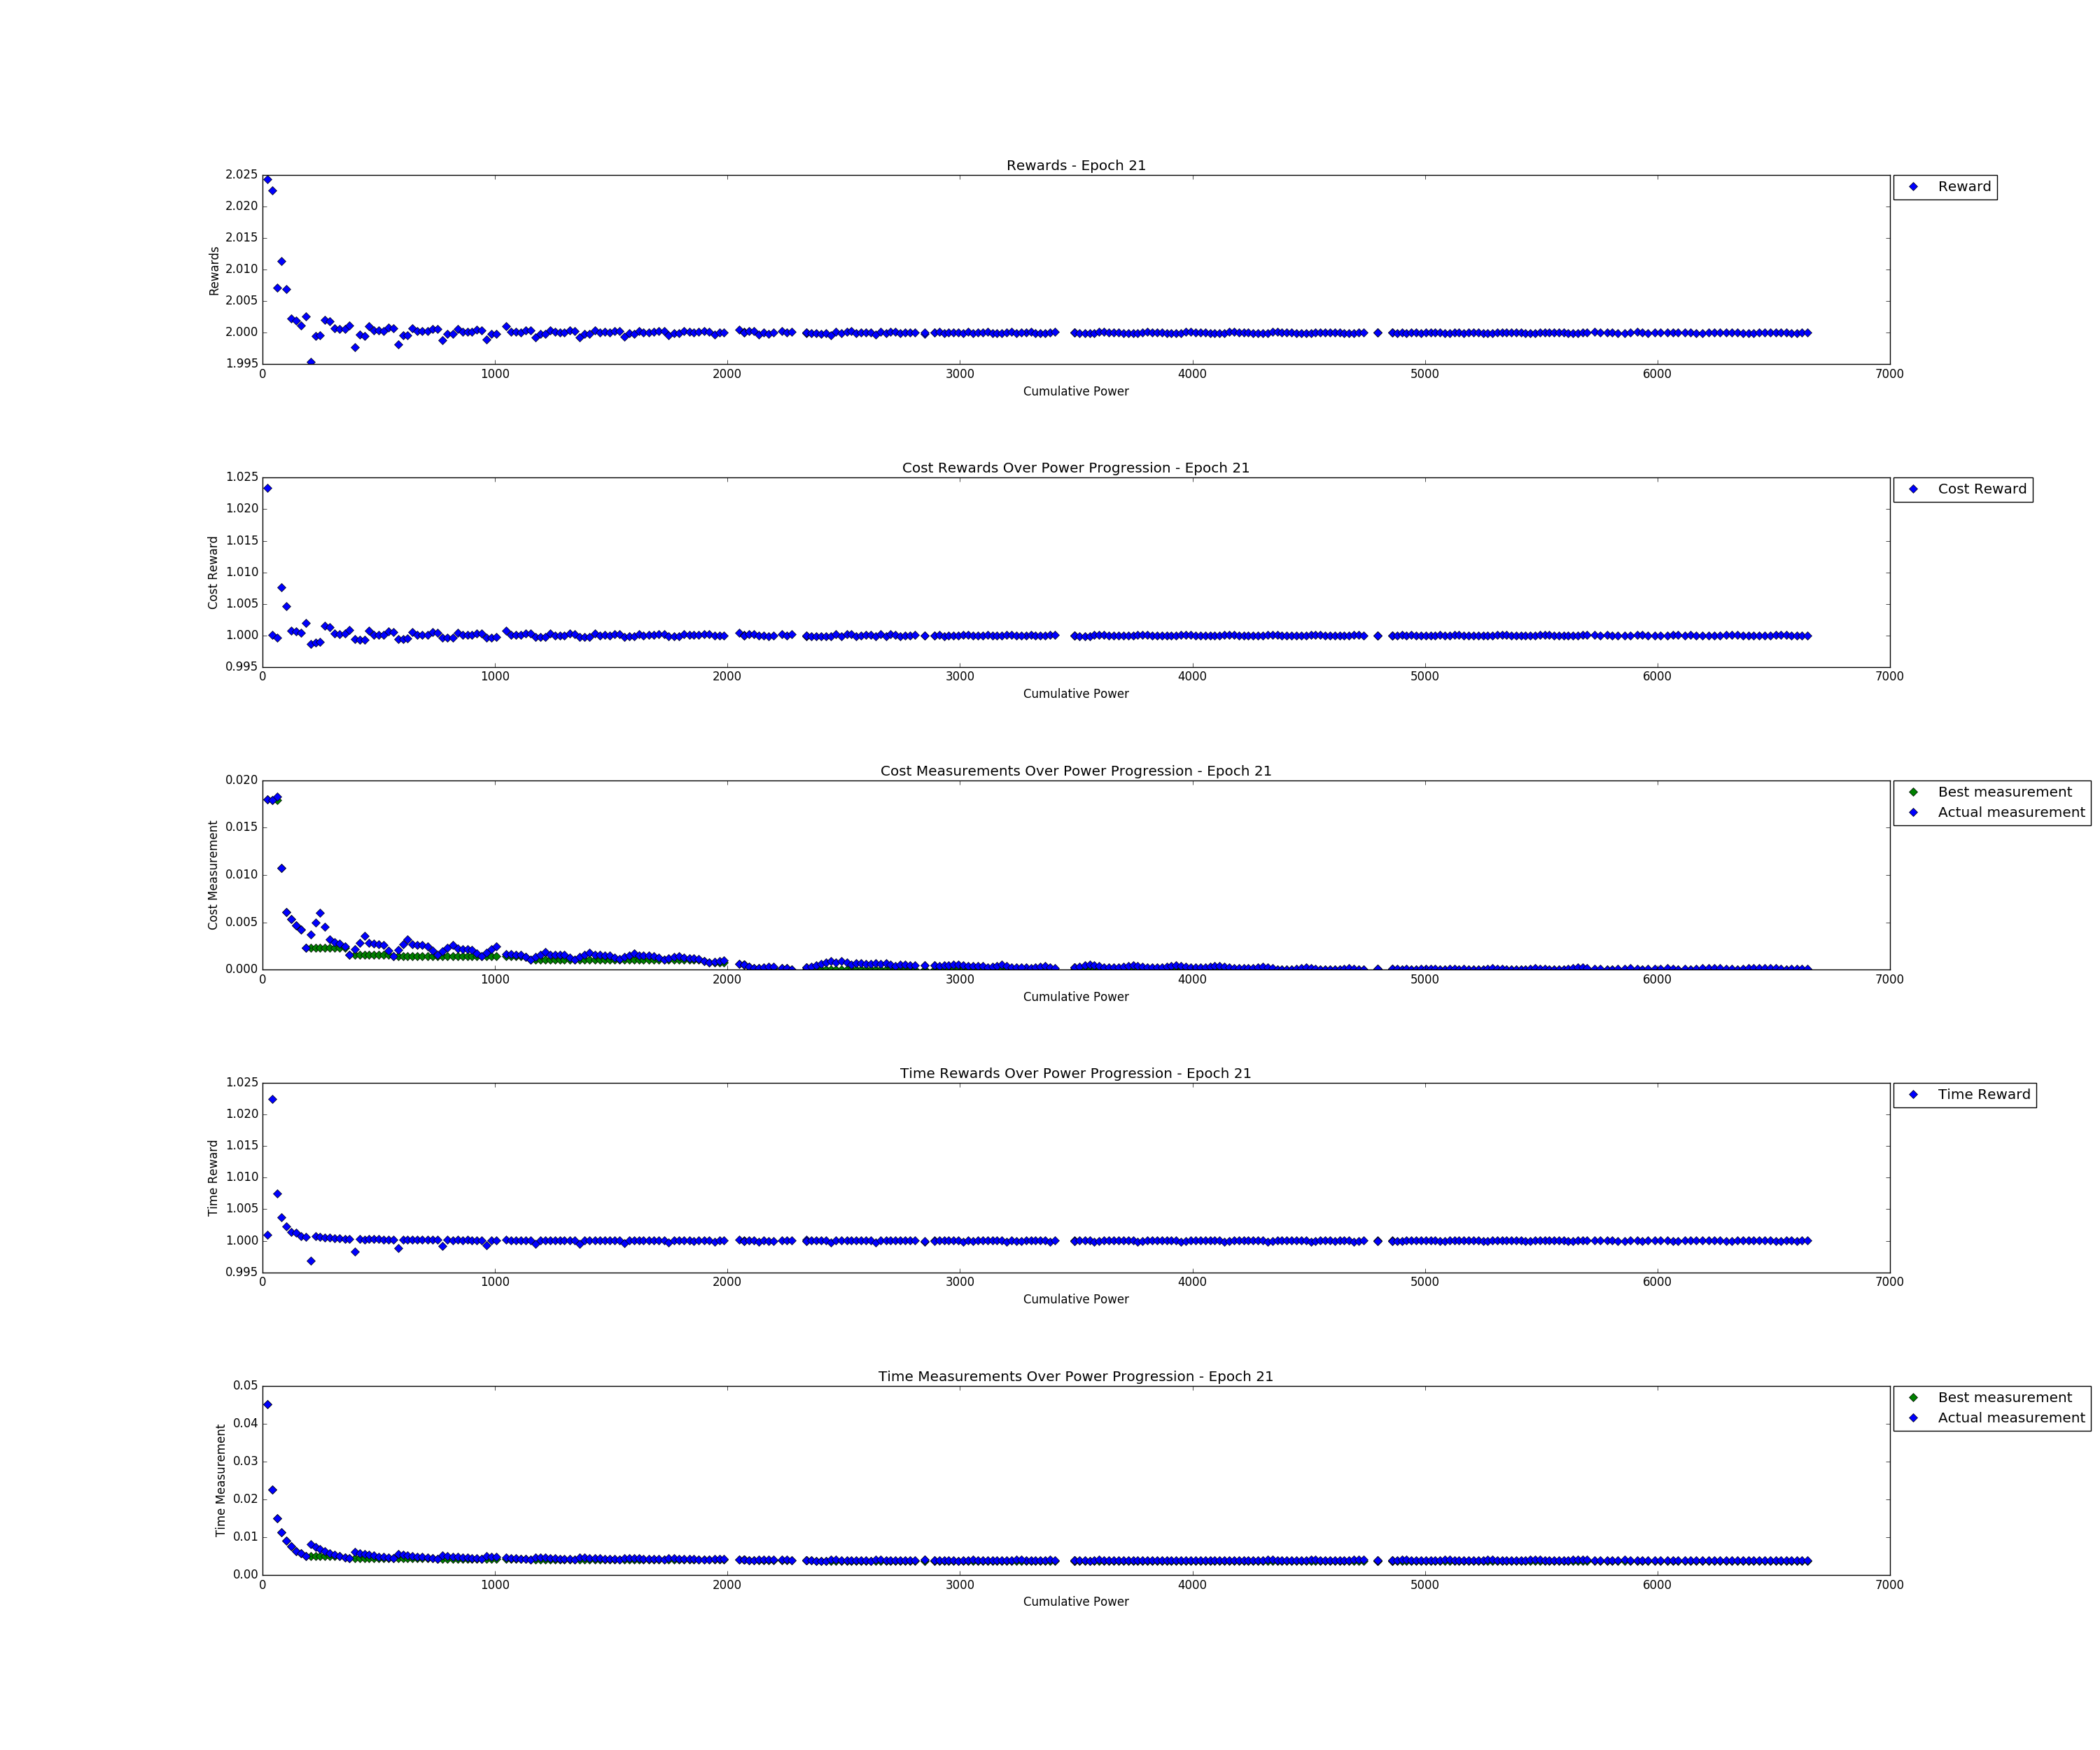 Rewards - Epoch 21
2.025
2.020
2.015
2.010
2.005
2.000
1.995
Rewards
0 1000 2000 3000 4000 5000 6000 7000
Cumulative Power
Reward
Cost Rewards Over Power Progression - Epoch 21
1.025
1.020
1.015
1.010
1.005
1.000
0.995
Cost Reward
0 1000 2000 3000 4000 5000 6000 7000
Cumulative Power
Cost Reward
Cost Measurements Over Power Progression - Epoch 21
0.020
0.015
0.010
0.005
0.000
Cost Measurement
0 1000 2000 3000 4000 5000 6000 7000
Cumulative Power
Best measurement
Actual measurement
Time Rewards Over Power Progression - Epoch 21
1.025
1.020
1.015
1.010
1.005
1.000
0.995
Time Reward
0 1000 2000 3000 4000 5000 6000 7000
Cumulative Power
Time Reward
Time Measurements Over Power Progression - Epoch 21
0.05
0.04
0.03
0.02
0.01
0.00
Time Measurement
0 1000 2000 3000 4000 5000 6000 7000
Cumulative Power
Best measurement
Actual measurement